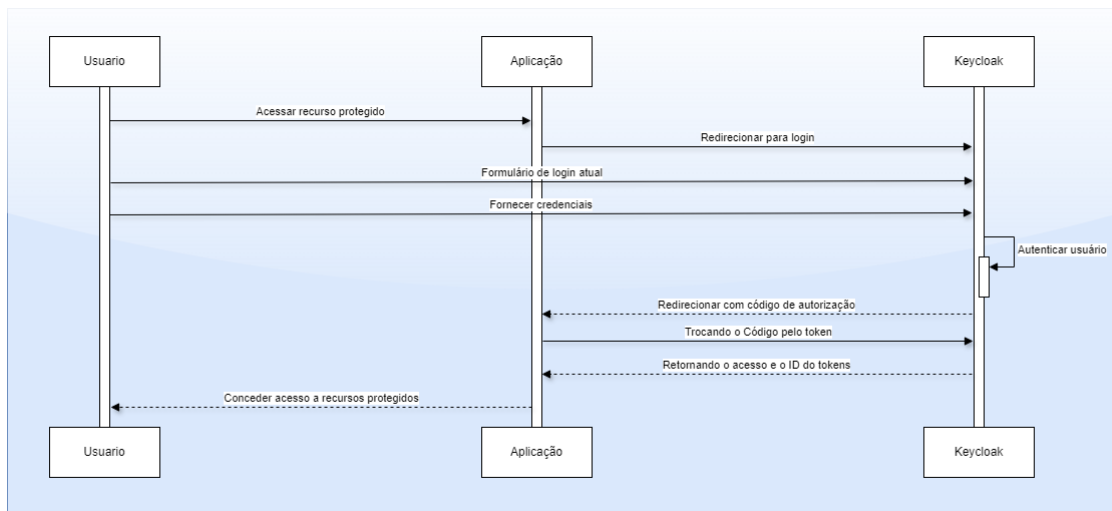 Usuario
Aplicação
Keycloak
Acessar recurso protegido
Redirecionar para login
Formulário de login atual
Fornecer credenciais
Autenticar usuário
Redirecionar com código de autorização
Trocando o Código pelo token
Retornando o acesso e o ID do tokens
Conceder acesso a recursos protegidos
Usuario
Aplicação
Keycloak